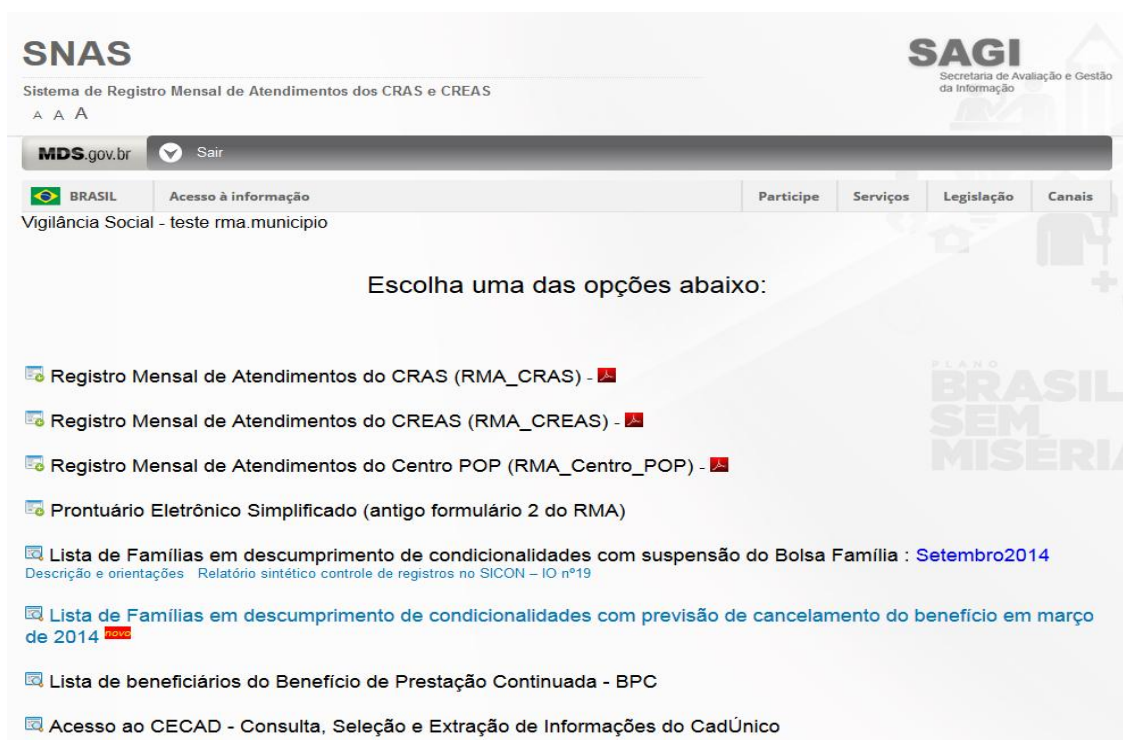 SNAS
SAGI
Secretaria de Avaliação e Gestão
da Informação
Sistema de Registro Mensal de Atendimentos dos CRAS e CREAS
A A A
MDS.gov.br Sair
BRASIL Acesso à informação Participe Serviços Legislação Canais
Vigilância Social - teste rma.municipio
Escolha uma das opções abaixo:
Registro Mensal de Atendimentos do CRAS (RMA_CRAS) -
Registro Mensal de Atendimentos do CREAS (RMA_CREAS) -
Registro Mensal de Atendimentos do Centro POP (RMA_Centro_POP) -
Prontuário Eletrônico Simplificado (antigo formulário 2 do RMA)
Lista de Famílias em descumprimento de condicionalidades com suspensão do Bolsa Família : Setembro2014
Descrição e orientações Relatório sintético controle de registros no SICON – IO nº19
Lista de Famílias em descumprimento de condicionalidades com previsão de cancelamento do benefício em março
de 2014 novo
Lista de beneficiários do Benefício de Prestação Continuada - BPC
Acesso ao CECAD - Consulta, Seleção e Extração de Informações do CadÚnico
PLANO
BRASIL
SEM
MISÉRIA